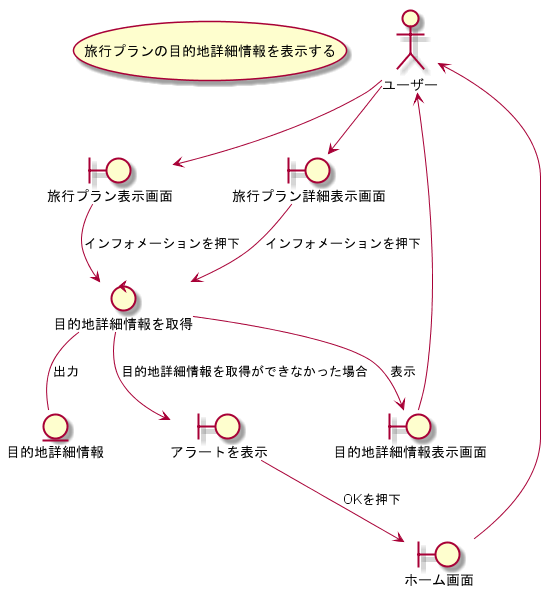 旅行プランの目的地詳細情報を表示する
ユーザー
旅行プラン表示画面
旅行プラン詳細表示画面
インフォメーションを押下
インフォメーションを押下
目的地詳細情報を取得
出力
目的地詳細情報を取得ができなかった場合
表示
目的地詳細情報
アラートを表示
目的地詳細情報表示画面
OKを押下
ホーム画面